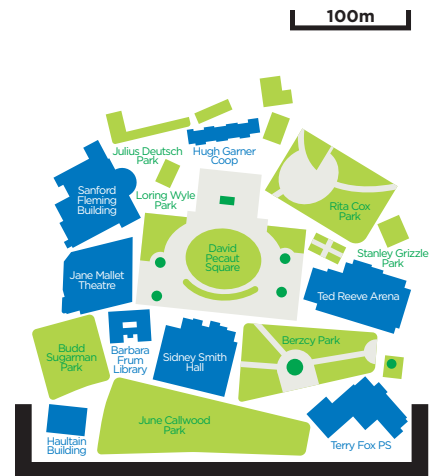 100m
Julius Deutsch
Park
Hugh Garner
Coop
Sanford
Fleming
Building
Loring Wyle
Park
Rita Cox
Park
David
Pecaut
Square
Stanley Grizzle
Park
Jane Mallet
Theatre
Ted Reeve Arena
Budd
Sugarman
Park
Barbara
Frum
Library
Sidney Smith
Hall
Berzcy Park
June Callwood
Park
Haultain
Building
Terry Fox PS